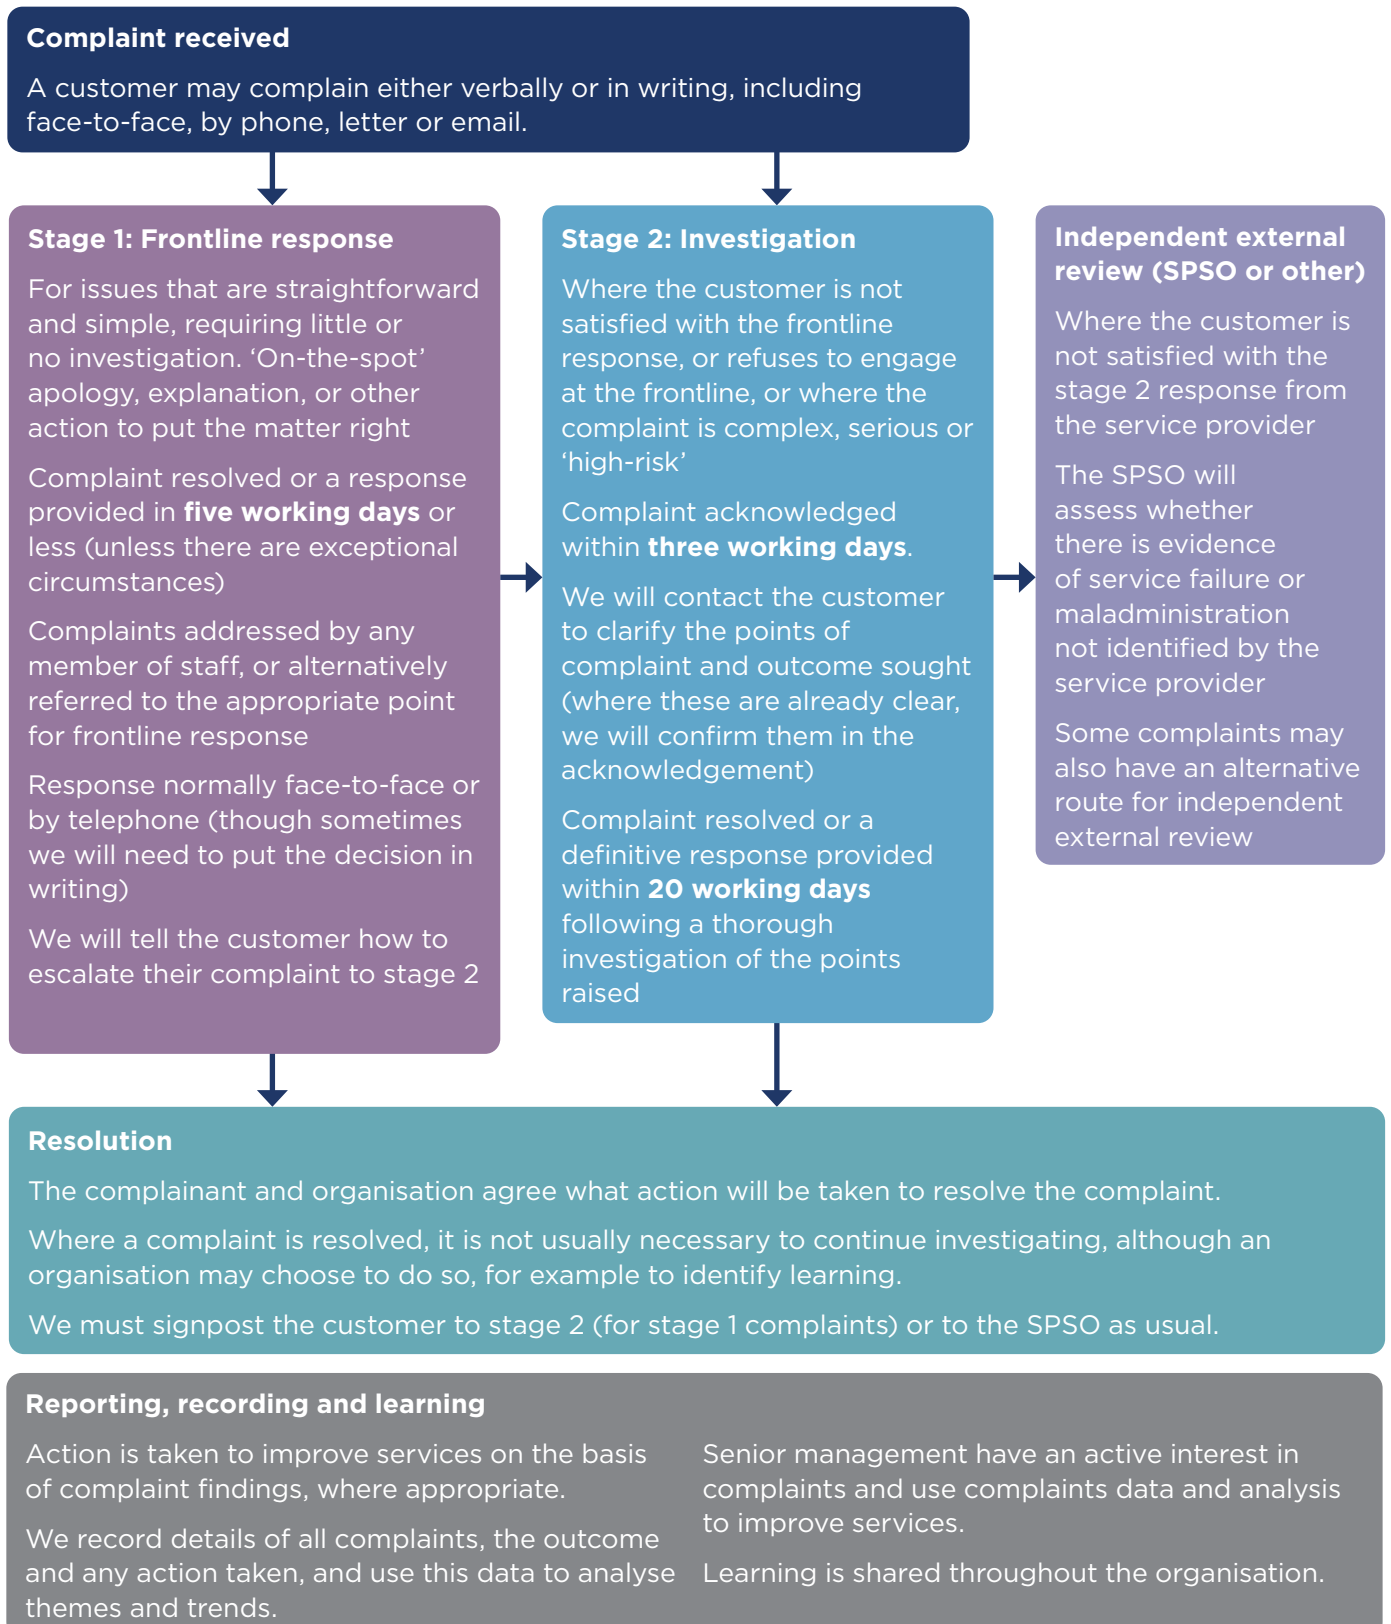 Complaint received
A customer may complain either verbally or in writing, including
face-to-face, by phone, letter or email.
Stage 1: Frontline response
For issues that are straightforward
and simple, requiring little or
no investigation. ‘On-the-spot’
apology, explanation, or other
action to put the matter right
Complaint resolved or a response
provided in five working days or
less (unless there are exceptional
circumstances)
Complaints addressed by any
member of staff, or alternatively
referred to the appropriate point
for frontline response
Response normally face-to-face or
by telephone (though sometimes
we will need to put the decision in
writing)
We will tell the customer how to
escalate their complaint to stage 2
Stage 2: Investigation
Where the customer is not
satisfied with the frontline
response, or refuses to engage
at the frontline, or where the
complaint is complex, serious or
‘high-risk’
Complaint acknowledged
within three working days.
We will contact the customer
to clarify the points of
complaint and outcome sought
(where these are already clear,
we will confirm them in the
acknowledgement)
Complaint resolved or a
definitive response provided
within 20 working days
following a thorough
investigation of the points
raised
Independent external
review (SPSO or other)
Where the customer is
not satisfied with the
stage 2 response from
the service provider
The SPSO will
assess whether
there is evidence
of service failure or
maladministration
not identified by the
service provider
Some complaints may
also have an alternative
route for independent
external review
Resolution
The complainant and organisation agree what action will be taken to resolve the complaint.
Where a complaint is resolved, it is not usually necessary to continue investigating, although an
organisation may choose to do so, for example to identify learning.
We must signpost the customer to stage 2 (for stage 1 complaints) or to the SPSO as usual.
Reporting, recording and learning
Action is taken to improve services on the basis
of complaint findings, where appropriate.
We record details of all complaints, the outcome
and any action taken, and use this data to analyse
themes and trends.
Senior management have an active interest in
complaints and use complaints data and analysis
to improve services.
Learning is shared throughout the organisation.